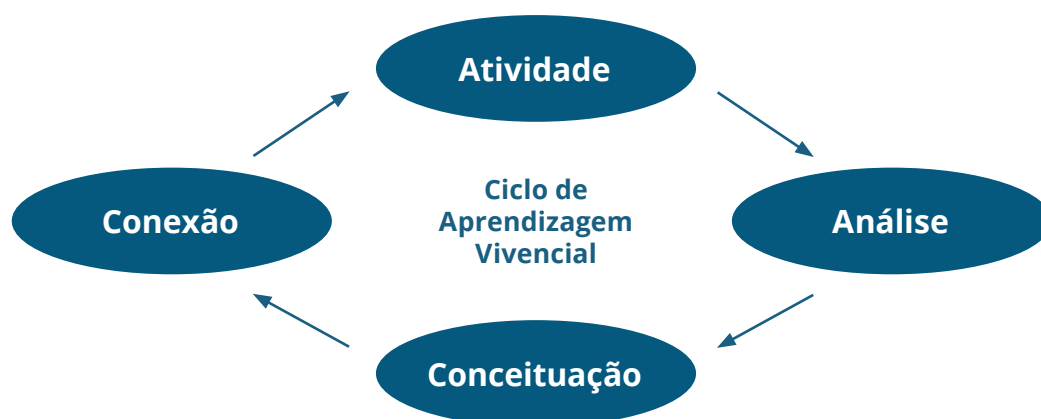 Atividade
Conexão
Ciclo de
Aprendizagem
Vivencial
Análise
Conceituação